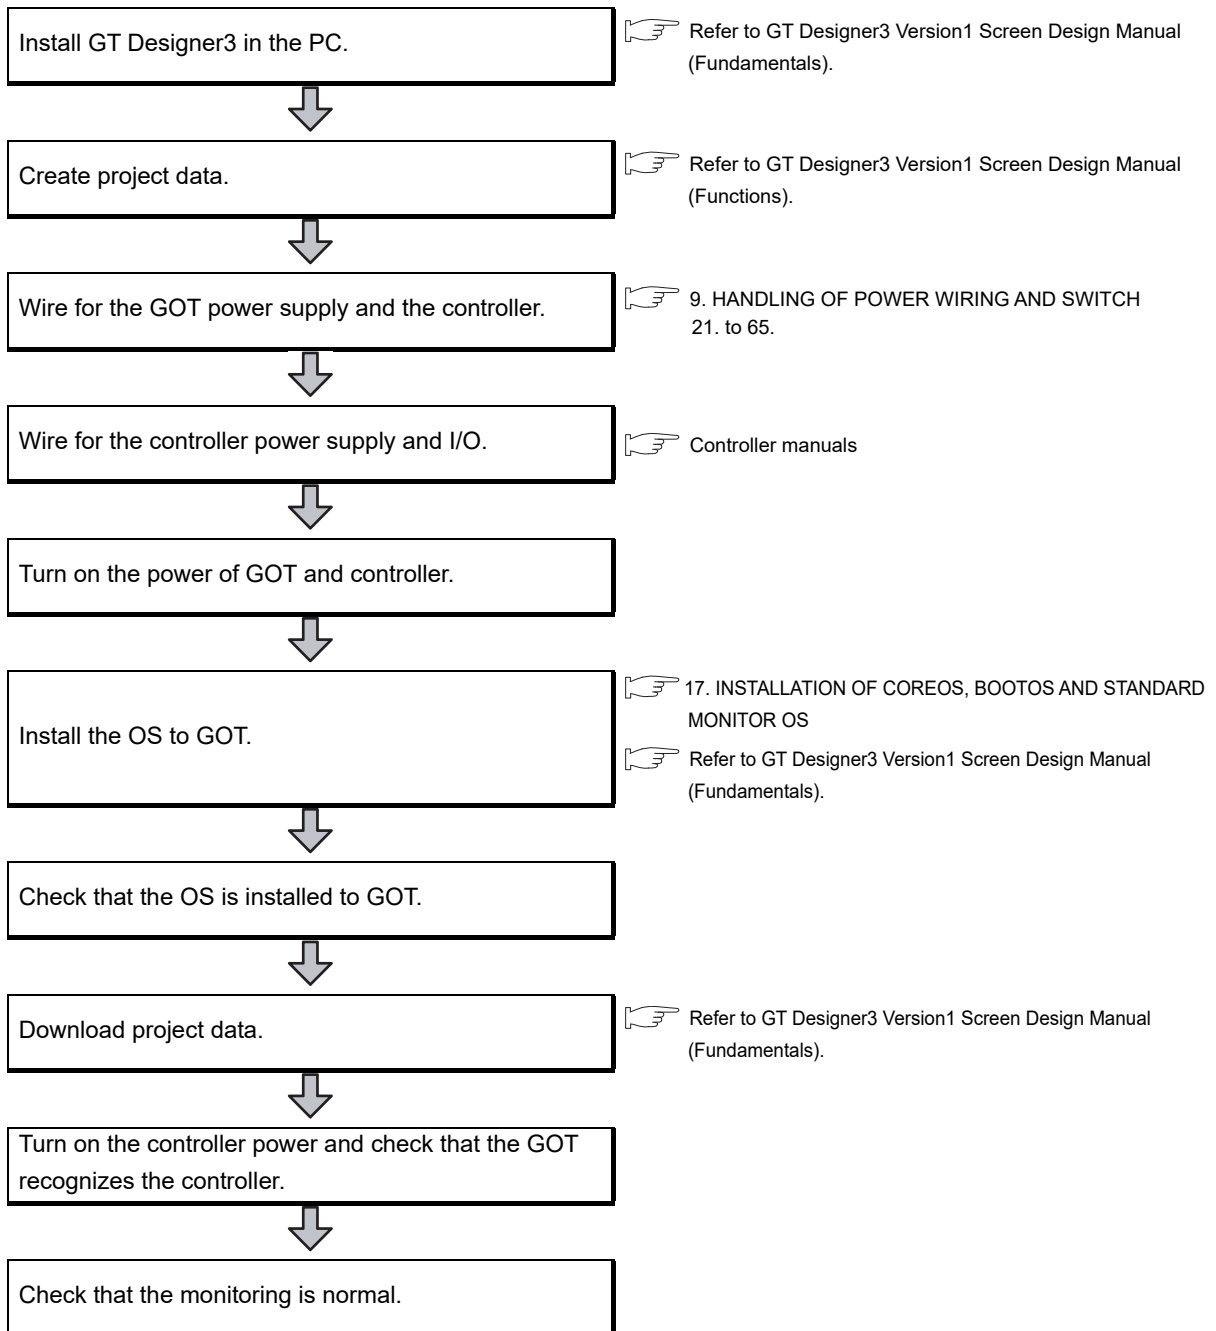 Install GT Designer3 in the PC.
Refer to GT Designer3 Version1 Screen Design Manual
(Fundamentals).
Create project data.
Refer to GT Designer3 Version1 Screen Design Manual
(Functions).
Wire for the GOT power supply and the controller.
9. HANDLING OF POWER WIRING AND SWITCH
21. to 65.
Wire for the controller power supply and I/O.
Controller manuals
Turn on the power of GOT and controller.
Install the OS to GOT.
17. INSTALLATION OF COREOS, BOOTOS AND STANDARD
MONITOR OS
Refer to GT Designer3 Version1 Screen Design Manual
(Fundamentals).
Check that the OS is installed to GOT.
Download project data.
Refer to GT Designer3 Version1 Screen Design Manual
(Fundamentals).
Turn on the controller power and check that the GOT
recognizes the controller.
Check that the monitoring is normal.